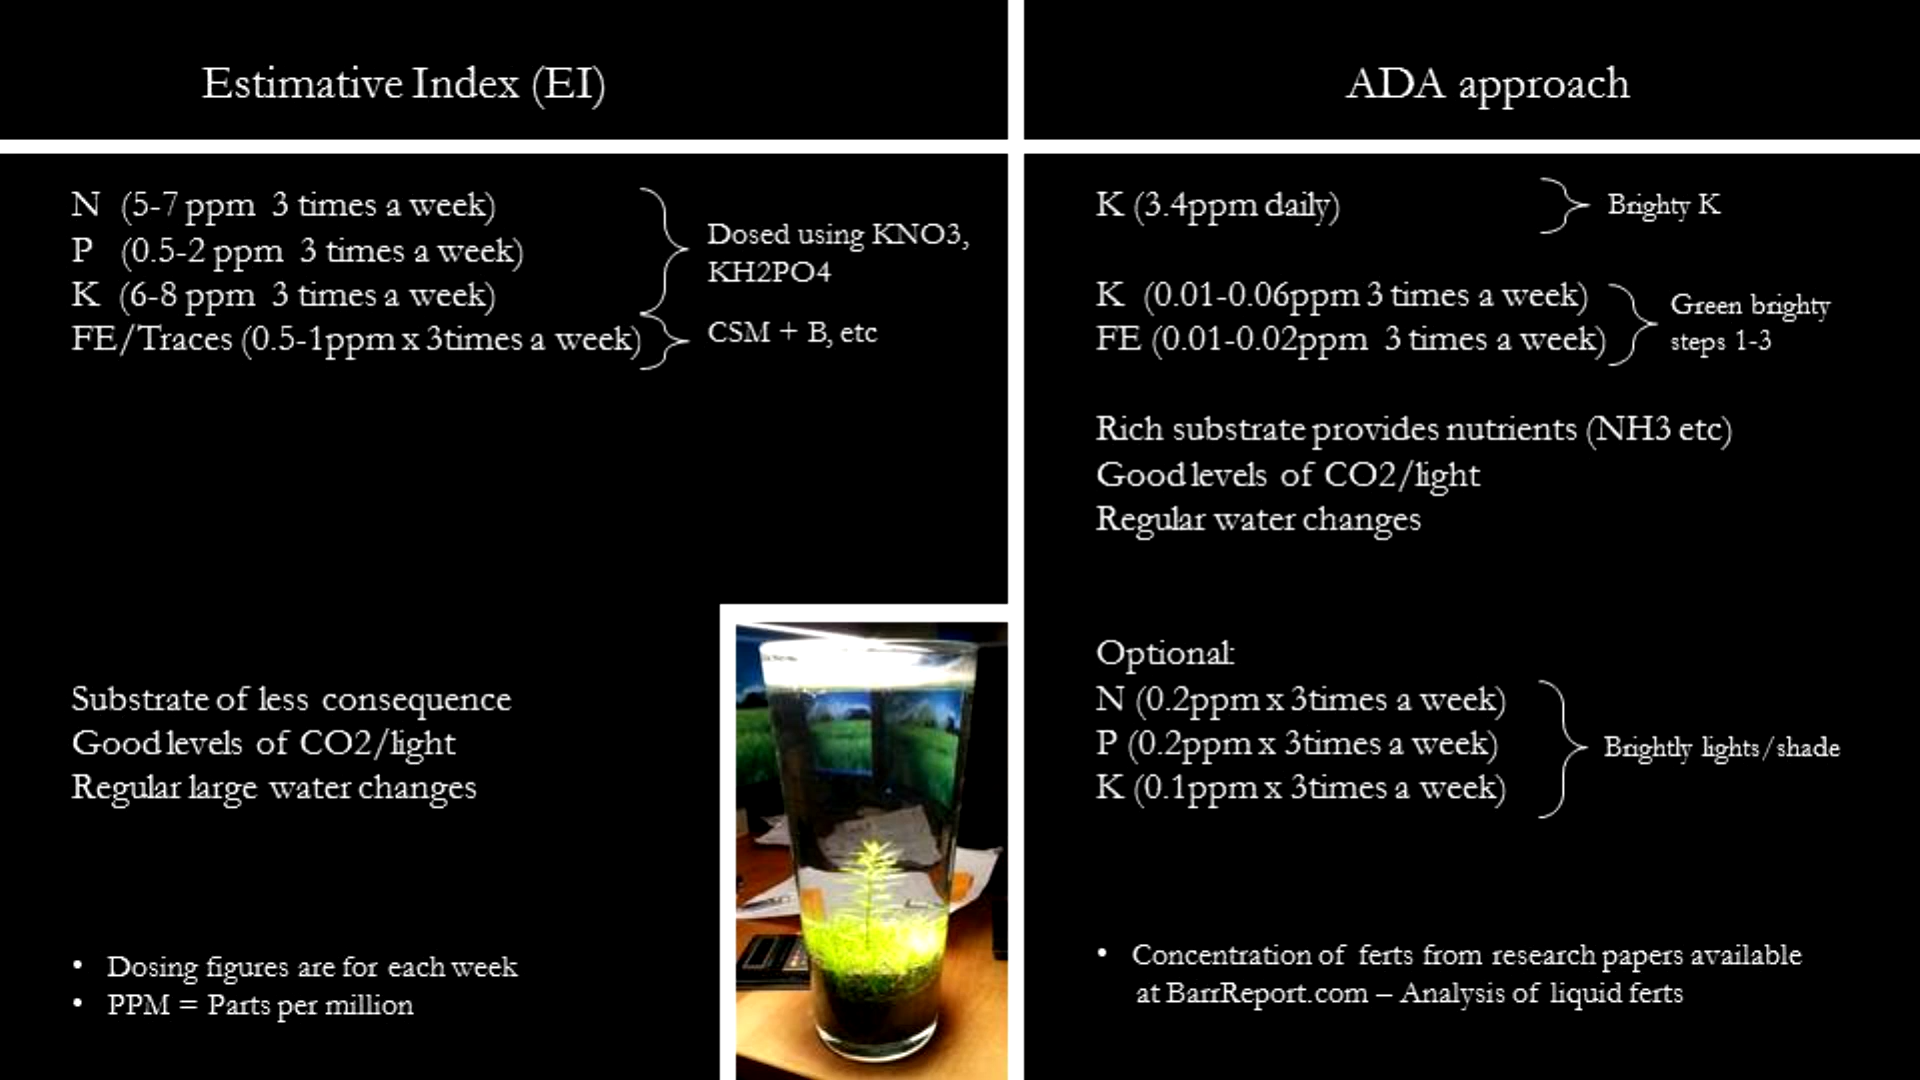 Estimative Index (EI)
N (5-7 ppm 3 times a week)
P (0.5-2 ppm 3 times a week)
K (6-8 ppm 3 times a week)
FE/Traces (0.5-1ppm x 3times a week)
Dosed using KNO3,
KH2PO4
CSM + B, etc
Substrate of less consequence
Good levels of CO2/light
Regular large water changes
• Dosing figures are for each week
• PPM = Parts per million
ADA approach
K (3.4ppm daily)
Brighty K
K (0.01-0.06ppm 3 times a week)
FE (0.01-0.02ppm 3 times a week)
Green brighty
steps 1-3
Rich substrate provides nutrients (NH3 etc)
Good levels of CO2/light
Regular water changes
Optional:
N (0.2ppm x 3times a week)
P (0.2ppm x 3times a week)
K (0.1ppm x 3times a week)
Brightly lights/shade
• Concentration of ferts from research papers available
at BarrReport.com – Analysis of liquid ferts